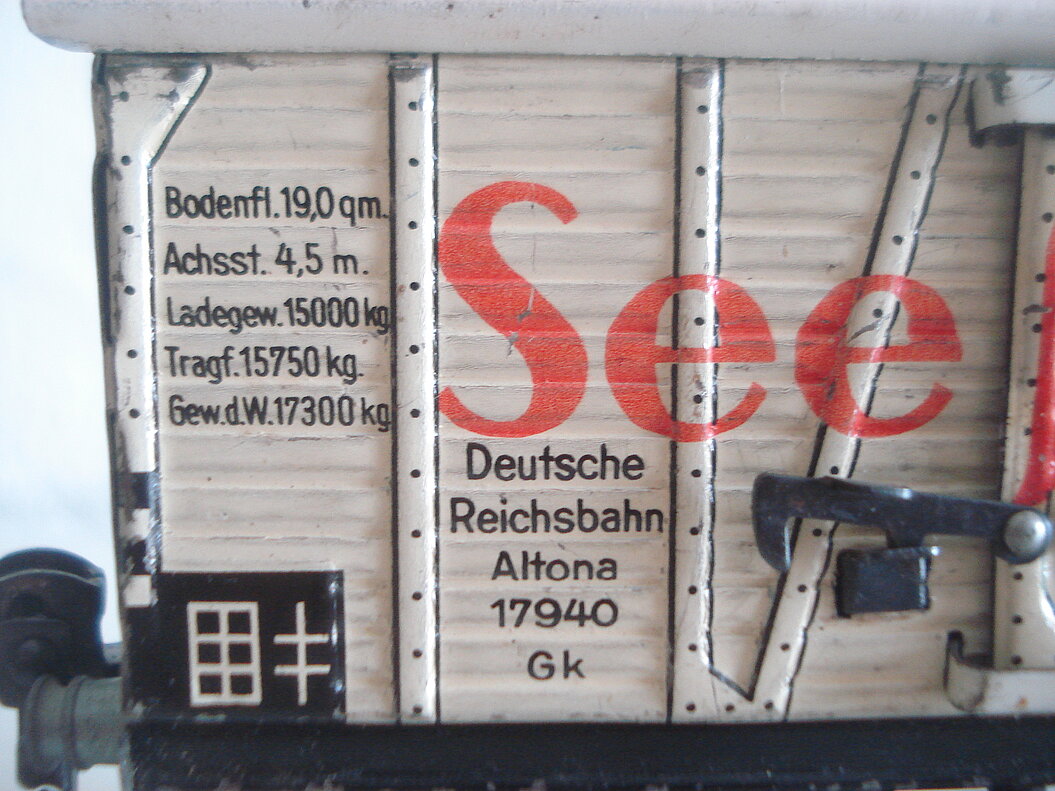 Bodenfl. 19,0 qm.
Achsst. 4,5 m.
Ladegew. 15000 kg
Tragf. 15750 kg.
Gew.d.W. 17300 kg
See
Deutsche
Reichsbahn
Altona
17940
Gk